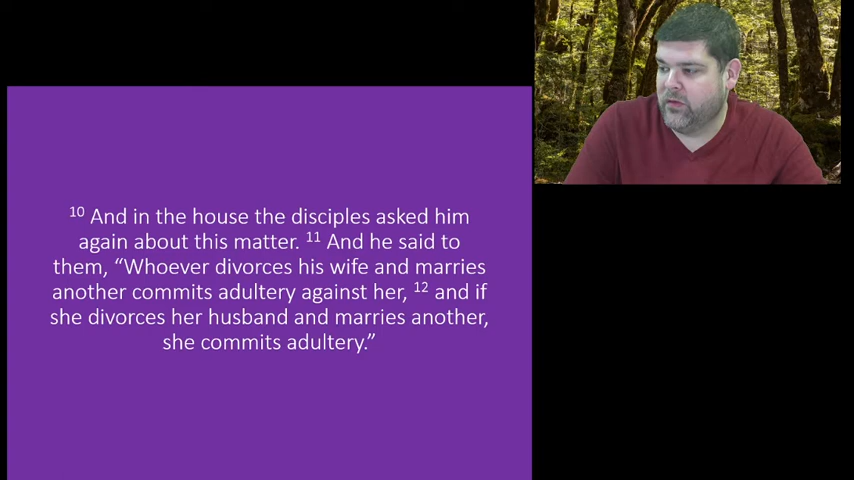 10 And in the house the disciples asked him
again about this matter. 11 And he said to
them, “Whoever divorces his wife and marries
another commits adultery against her, 12 and if
she divorces her husband and marries another,
she commits adultery.”